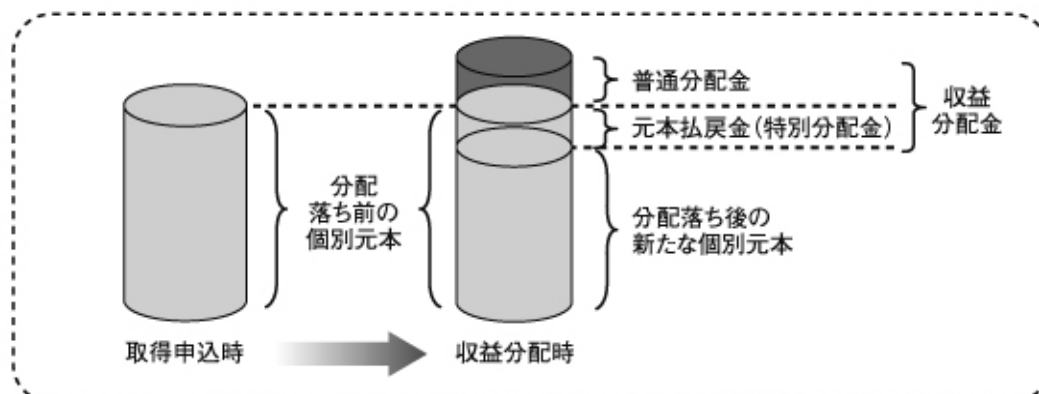 普通分配金
元本払戻金（特別分配金）
収益
分配金
分配
落ち前の
個別元本
分配落ち後の
新たな個別元本
取得申込時
収益分配時